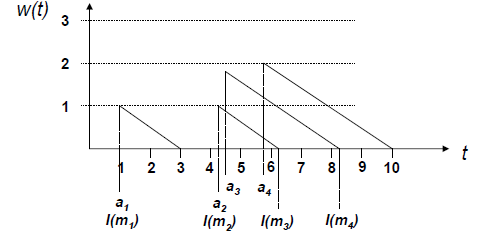 w(t)
3
2
1
1 2 3 4 5 6 7 8 9 10 t
a3 a4
a1 a2
l(m1) l(m2) l(m3) l(m4)